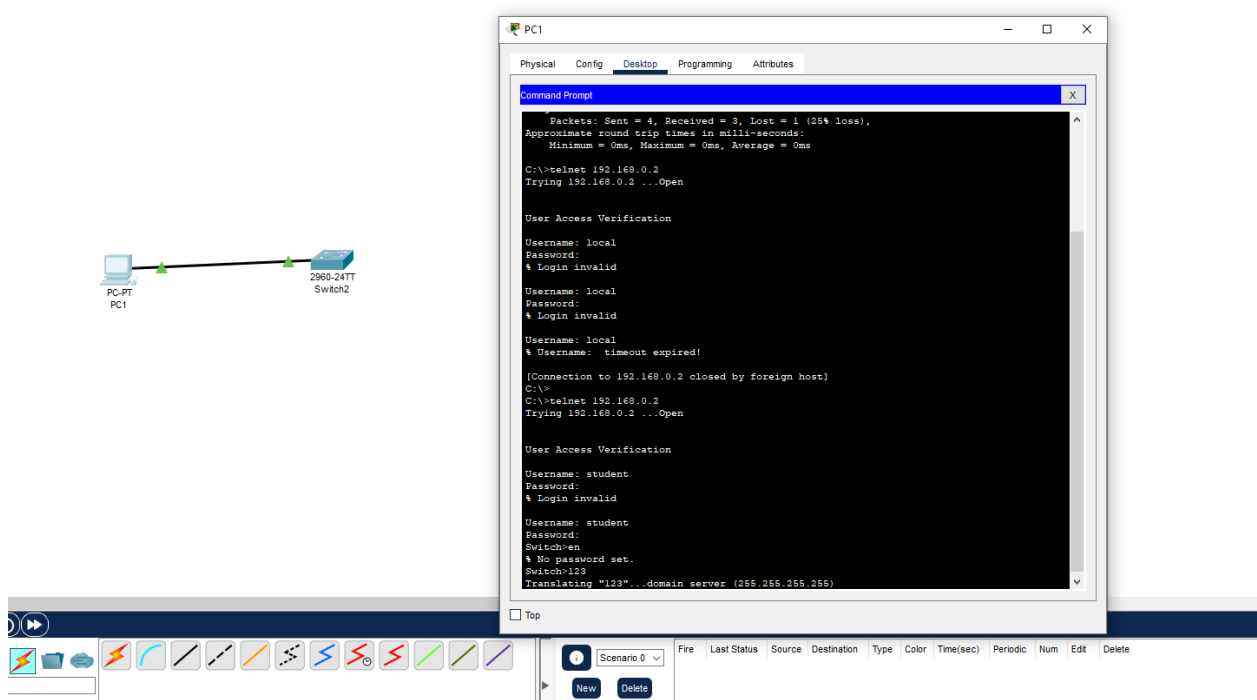 PC1
Physical Config Desktop Programming Attributes
Command Prompt
X
Packets: Sent = 4, Received = 3, Lost = 1 (25% loss),
Approximate round trip times in milli-seconds:
Minimum = 0ms, Maximum = 0ms, Average = 0ms
C:\>telnet 192.168.0.2
Trying 192.168.0.2 ...Open
User Access Verification
Username: local
Password:
% Login invalid
Username: local
Password:
% Login invalid
Username: local
% Username:  timeout expired!
[Connection to 192.168.0.2 closed by foreign host]
C:\>
C:\>telnet 192.168.0.2
Trying 192.168.0.2 ...Open
User Access Verification
Username: student
Password:
% Login invalid
Username: student
Password:
Switch>en
% No password set.
Switch>123
Translating "123"...domain server (255.255.255.255)
Top
PC-PT
PC1
2960-24TT
Switch2
Scenario 0
New Delete
Fire Last Status Source Destination Type Color Time(sec) Periodic Num Edit Delete